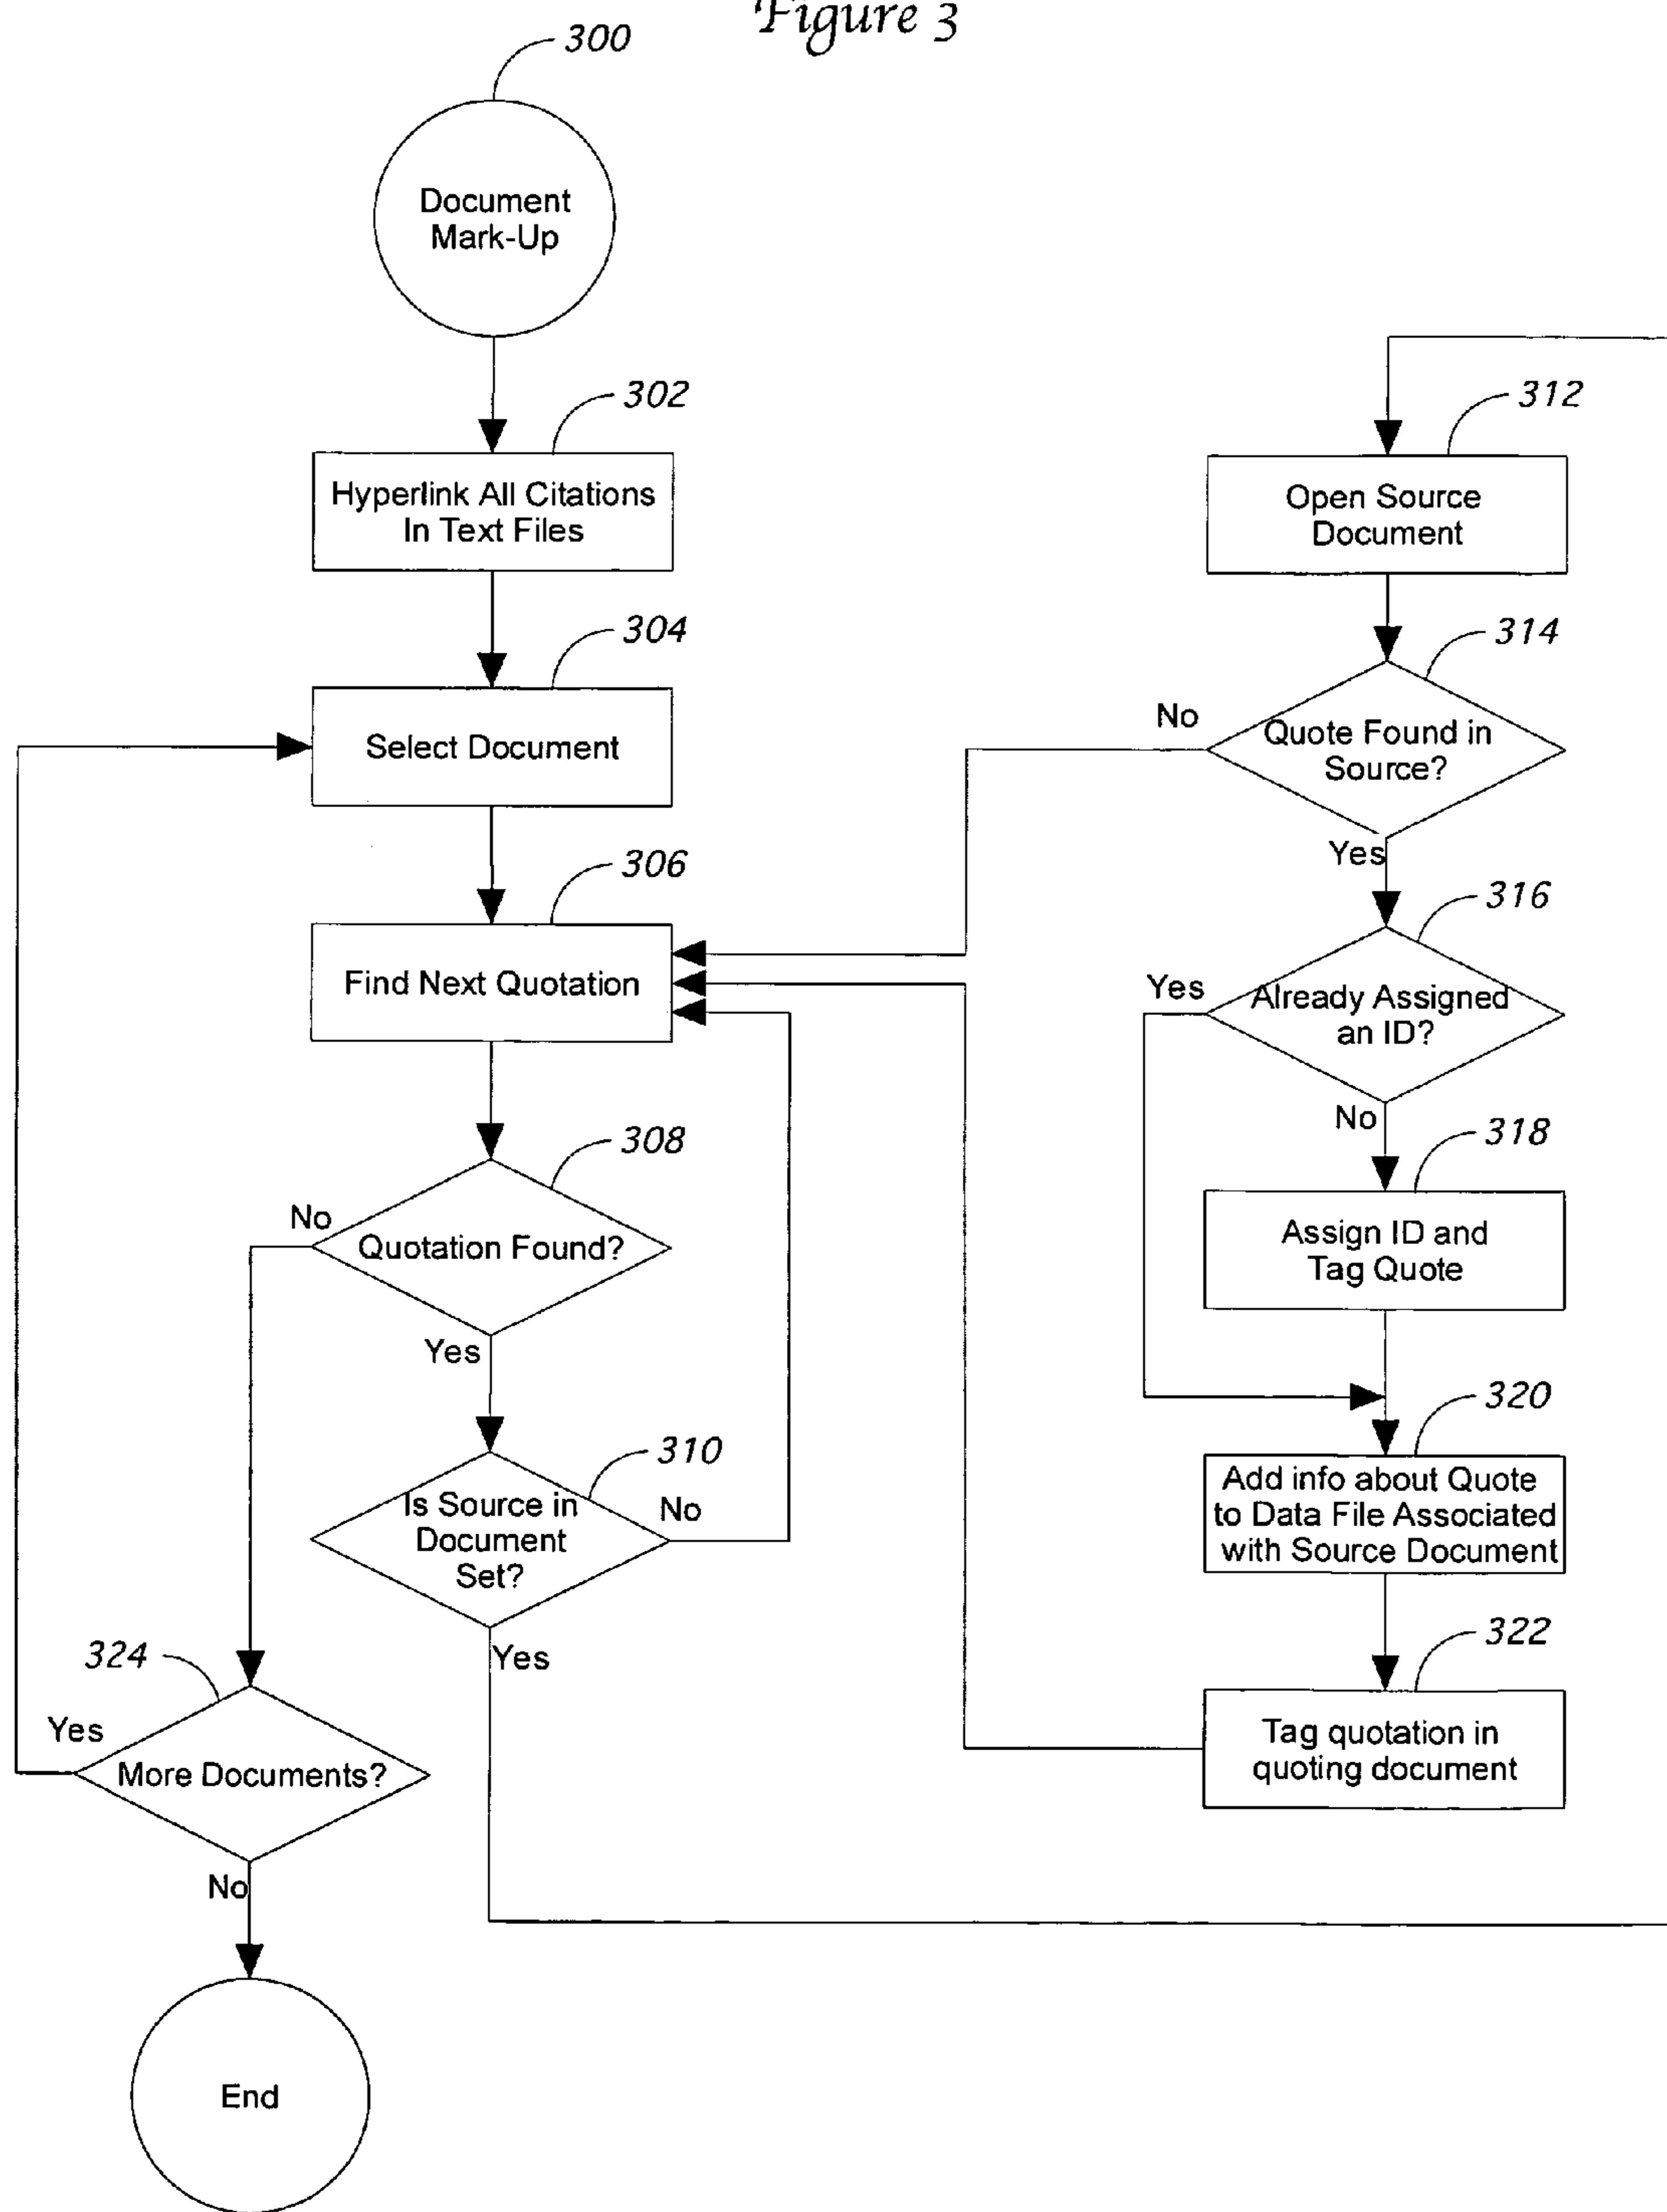 Figure 3
300
Document
Mark-Up
302
Hyperlink All Citations
In Text Files
304
Select Document
306
Find Next Quotation
308
No
Quotation Found?
Yes
310
Is Source in
Document
Set?
No
Yes
324
Yes
More Documents?
No
End
312
Open Source
Document
314
No
Quote Found in
Source?
Yes
316
Yes
Already Assigned
an ID?
No
318
Assign ID and
Tag Quote
320
Add info about Quote
to Data File Associated
with Source Document
322
Tag quotation in
quoting document